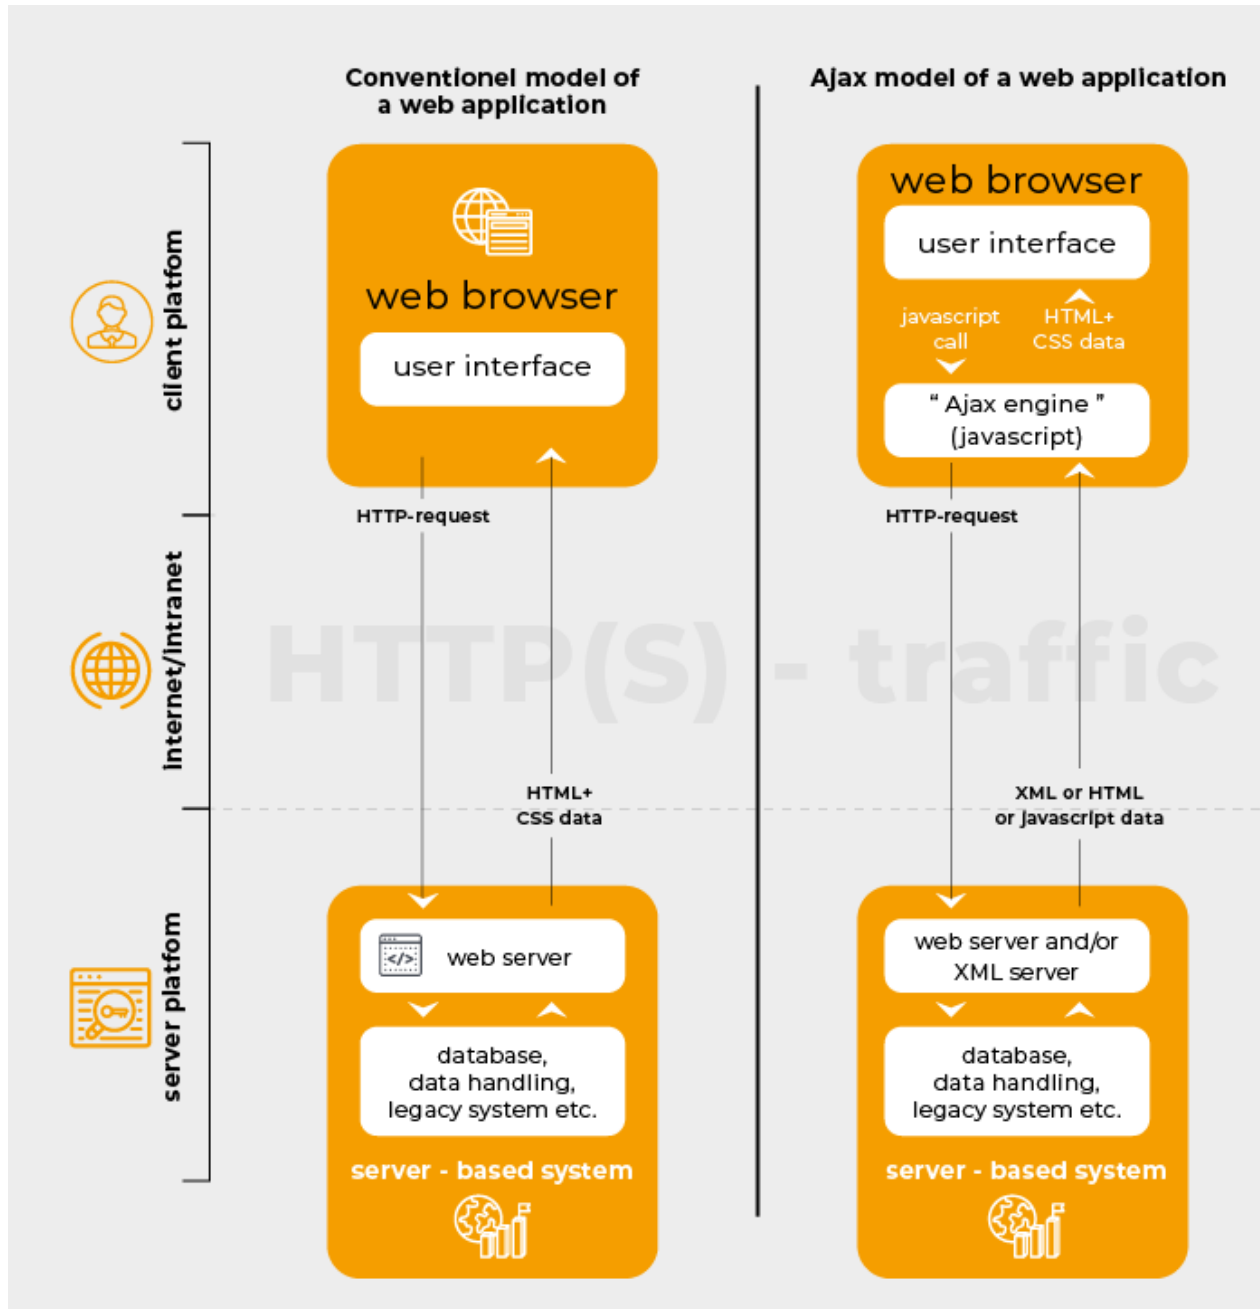 Conventionel model of
a web application
Ajax model of a web application
client platfom
web browser
user interface
web browser
user interface
javascript
call
HTML+
CSS data
“ Ajax engine ”
(javascript)
HTTP-request
HTTP-request
internet/intranet
HTTP(S) - traffic
HTML+
CSS data
XML or HTML
or javascript data
server platfom
</>
web server
database,
data handling,
legacy system etc.
server - based system
web server and/or
XML server
database,
data handling,
legacy system etc.
server - based system